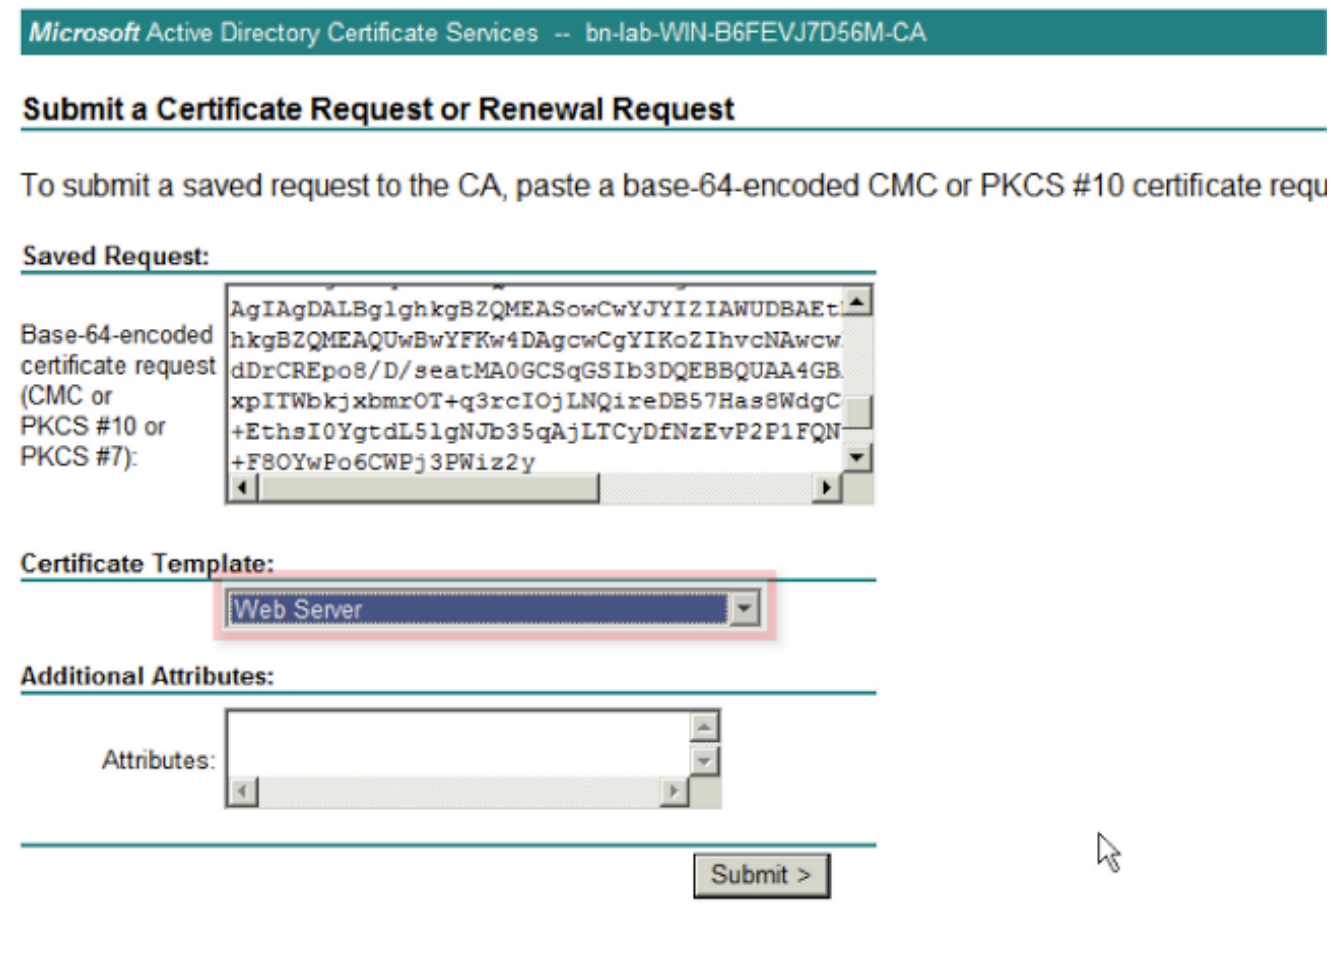 Microsoft Active Directory Certificate Services -- bn-lab-WIN-B6FEVJ7D56M-CA
Submit a Certificate Request or Renewal Request
To submit a saved request to the CA, paste a base-64-encoded CMC or PKCS #10 certificate requ
Saved Request:
Base-64-encoded
certificate request
(CMC or
PKCS #10 or
PKCS #7):
AgIAgDALBglghkgBZQMEASowCwYJYIZIAWUDBAEt
hkgBZQMEAQUwBwYFKw4DAgcwCgYIKoZIhvcNAwcw
dDrCREpo8/D/seatMA0GCSqGSIb3DQEBBQUAA4GB
xpITWbkjxbmrOT+q3rcIOjLNQireDB57Has8WdgC
+EthsI0YgtdL5lgNJb35qAjLTCyDfNzEvP2P1FQN
+F8OYwPo6CWPj3PWiz2y
Certificate Template:
Web Server
Additional Attributes:
Attributes:
Submit >